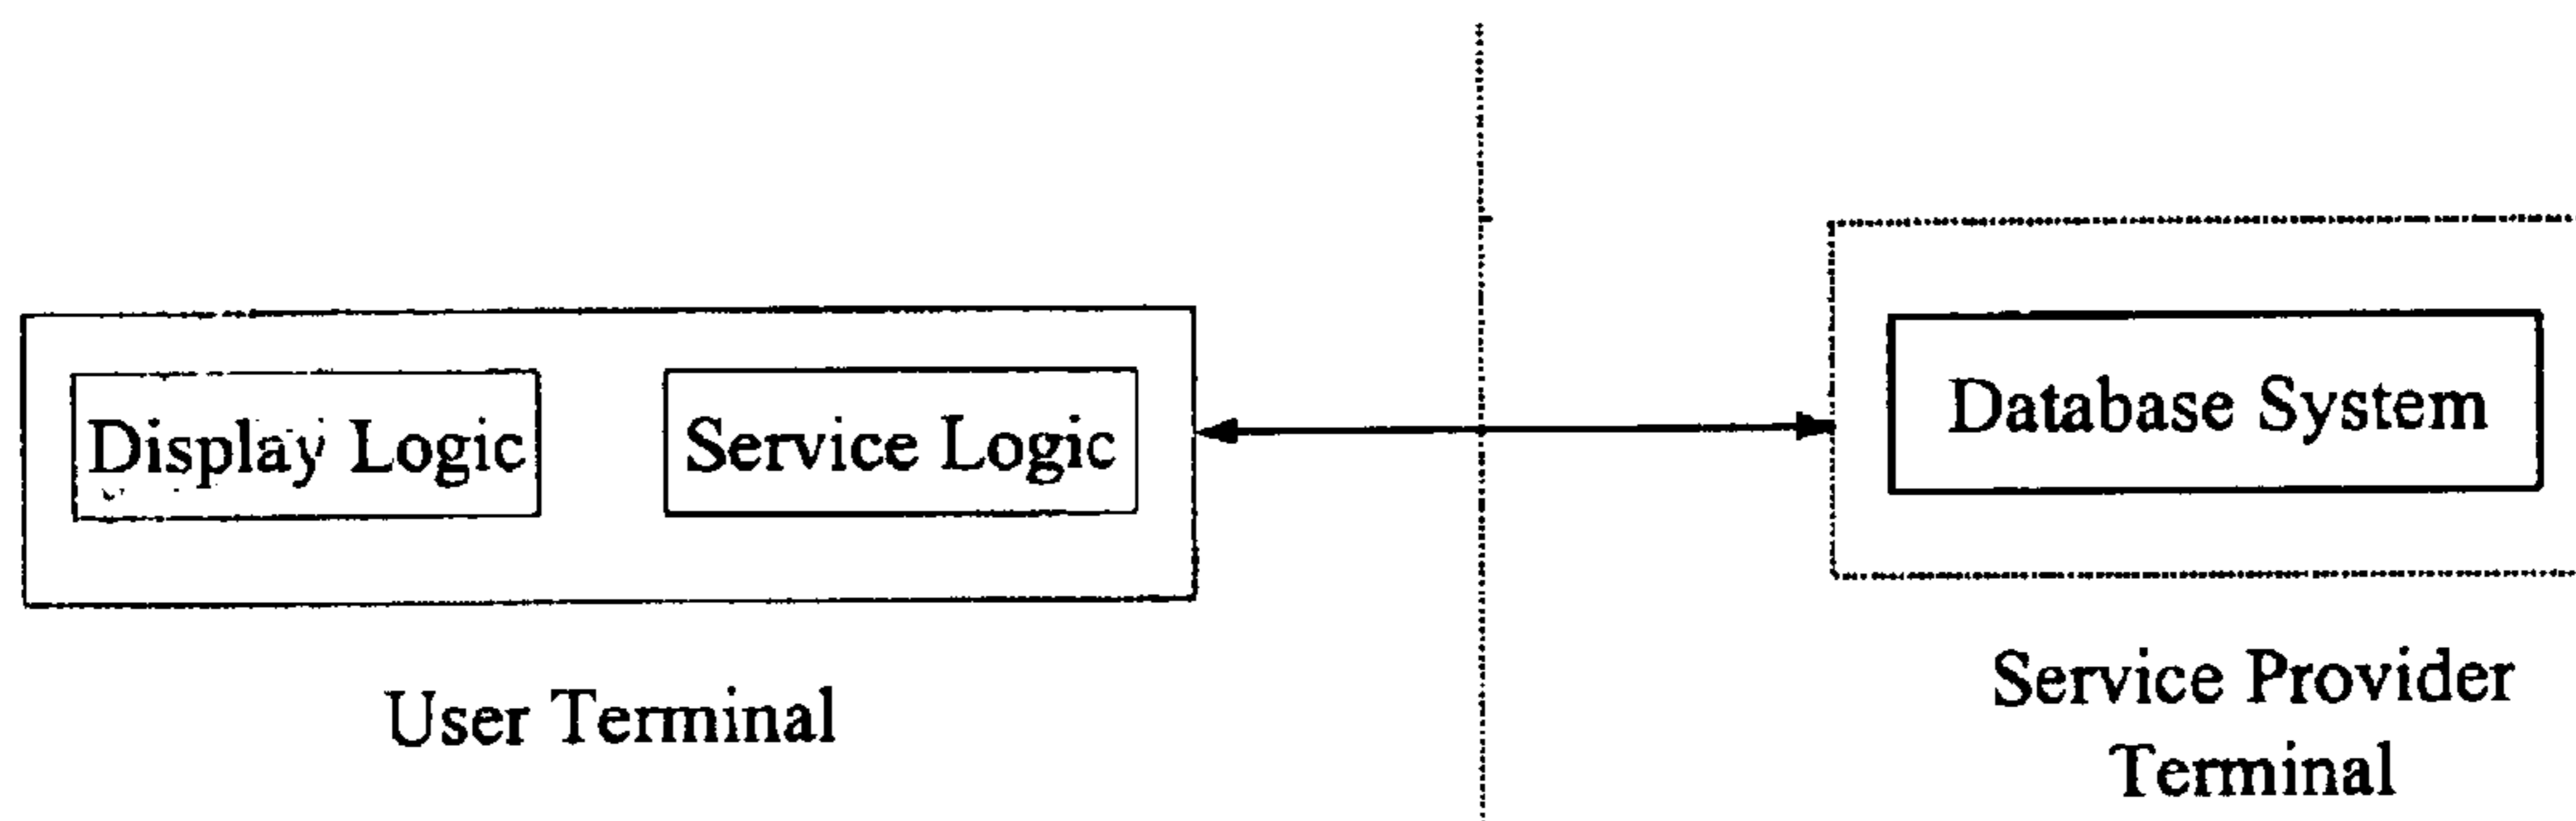 Display Logic
Service Logic
Database System
User Terminal
Service Provider
Terminal